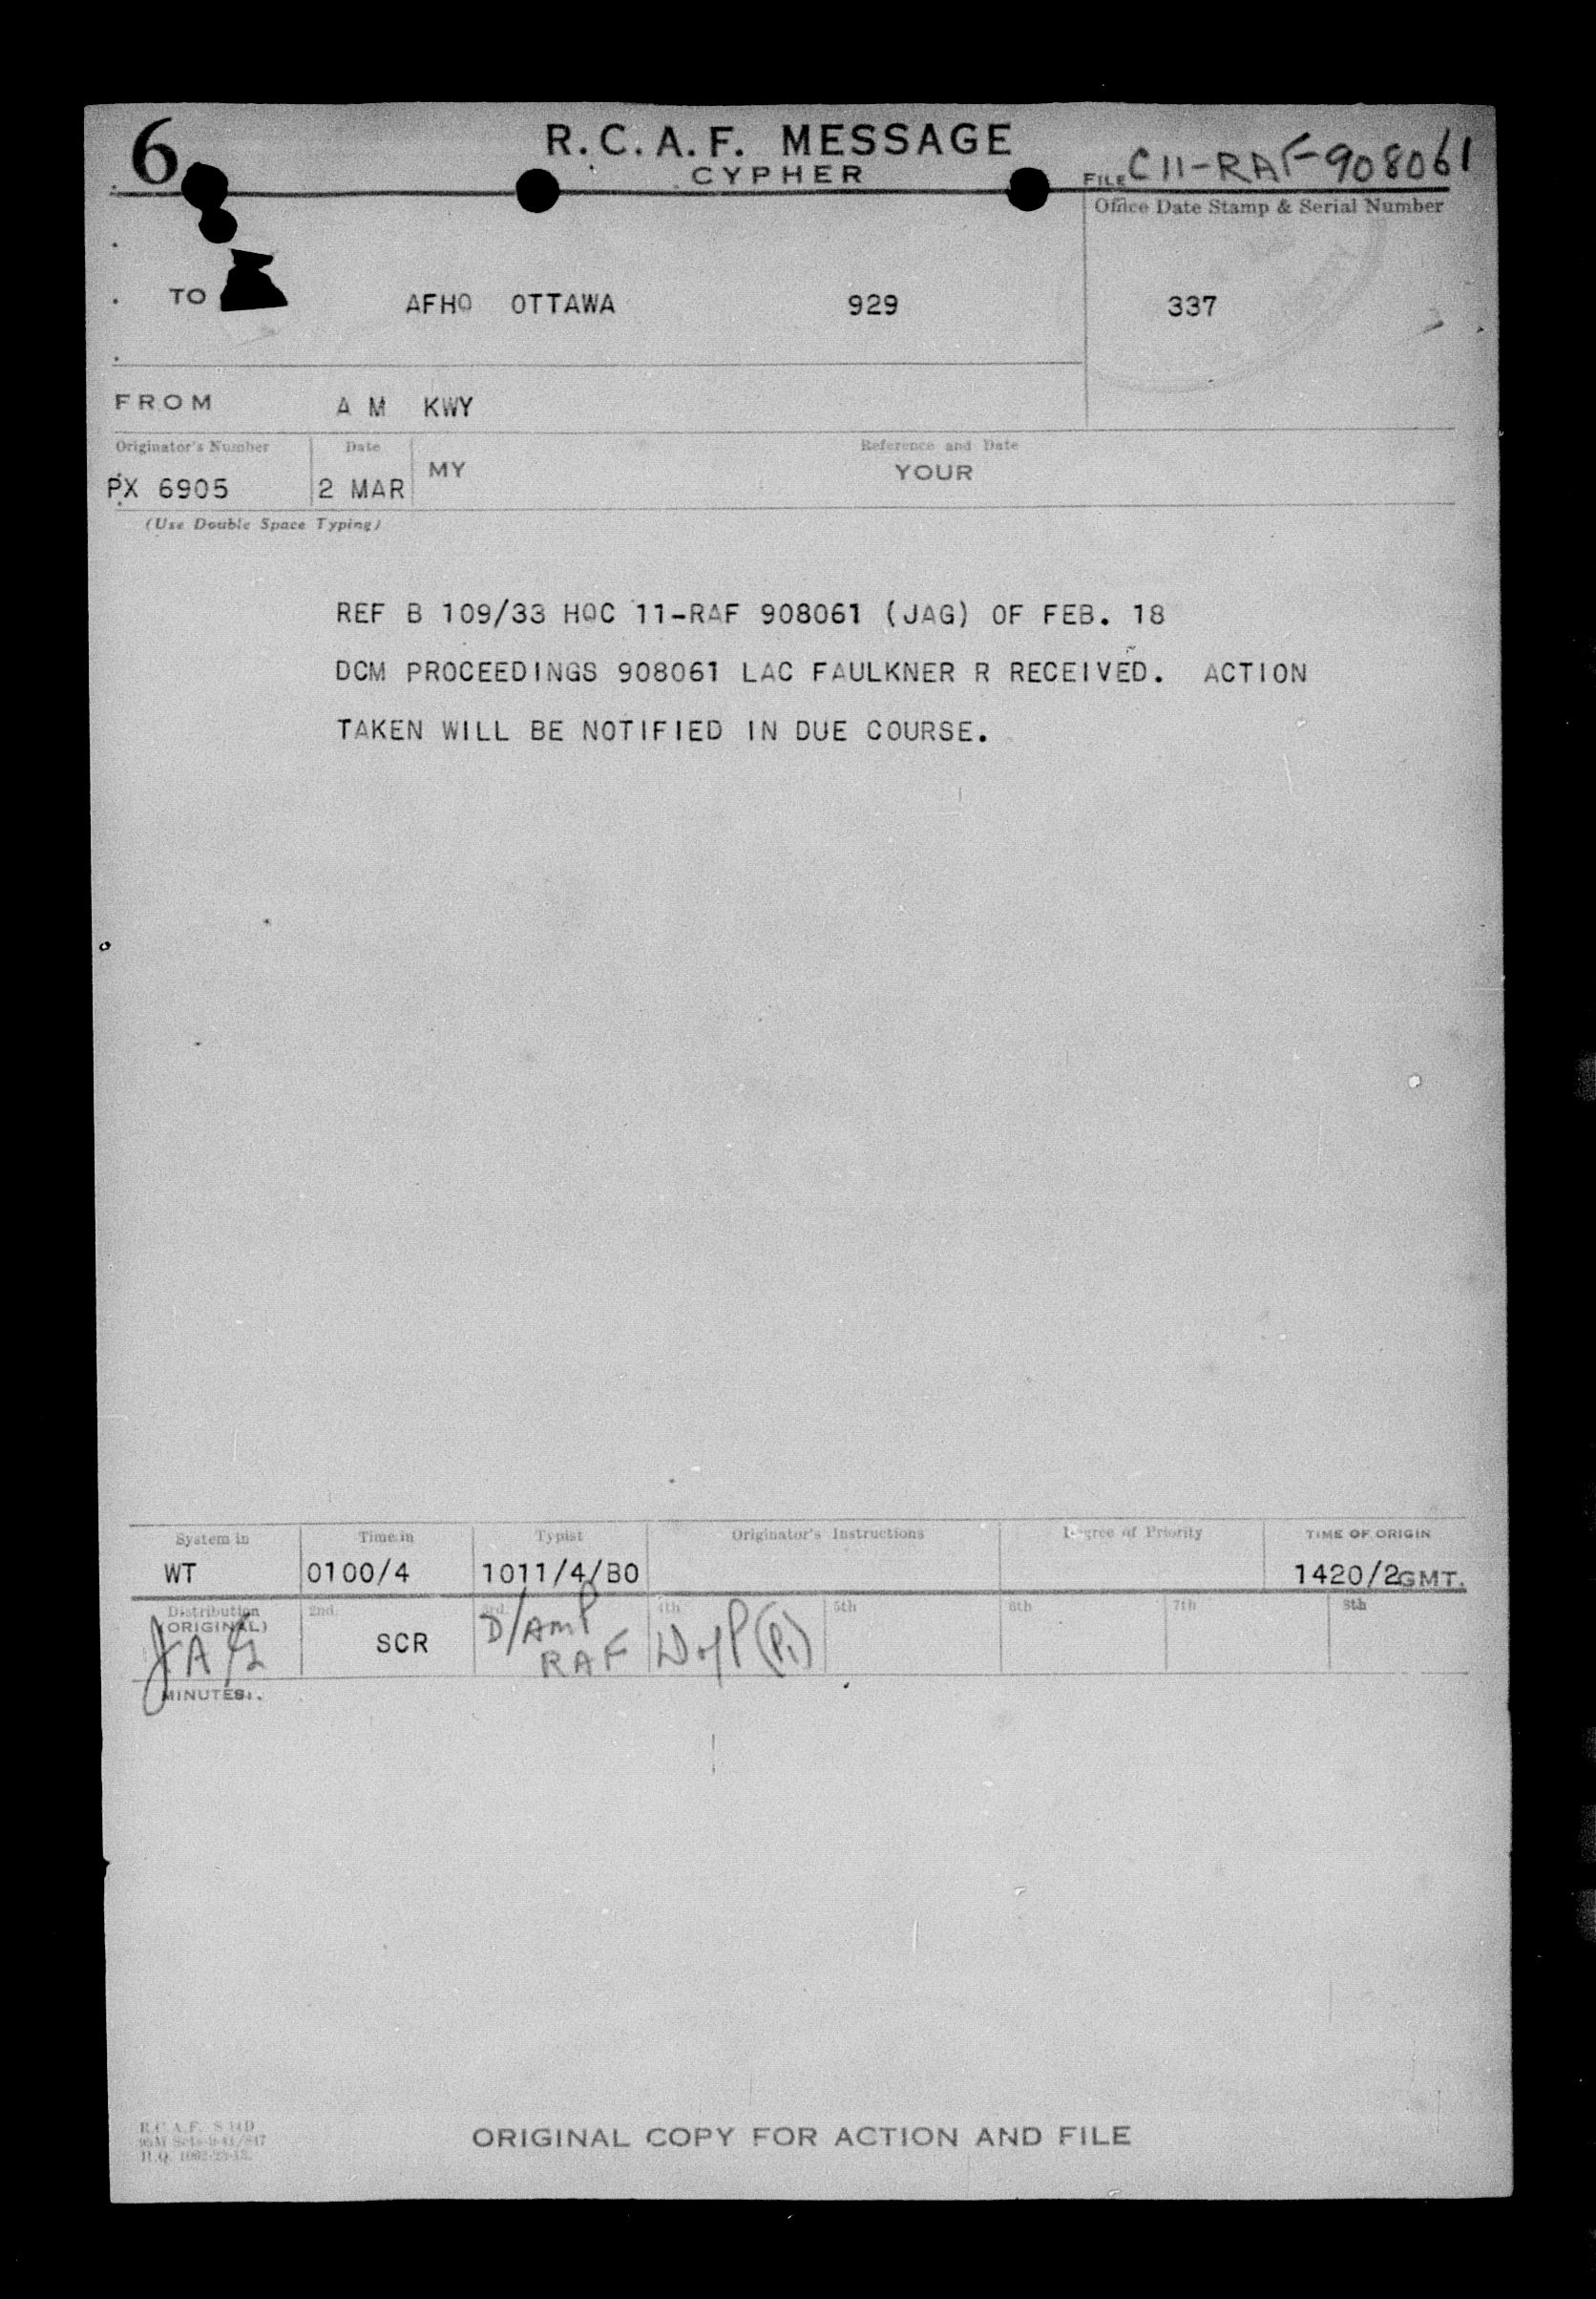 6
R.C.A.F. MESSAGE
CYPHER
FILE C11-RAF-908061
Office Date Stamp & Serial Number
TO AFHQ OTTAWA 929 337
FROM A M KWY
Originator's Number Date Reference and Date
PX 6905 2 MAR MY YOUR
(Use Double Space Typing)
REF B 109/33 HQC 11-RAF 908061 (JAG) OF FEB. 18
DCM PROCEEDINGS 908061 LAC FAULKNER R RECEIVED. ACTION
TAKEN WILL BE NOTIFIED IN DUE COURSE.
System in Time in Typist Originator's Instructions Degree of Priority TIME OF ORIGIN
WT 0100/4 1011/4/BO 1420/2 GMT.
Distribution 2nd 3rd 4th 5th 6th 7th 8th
(ORIGINAL)
JAG SCR D/AMP
RAF
MINUTES:.
R.C.A.F.
ORIGINAL COPY FOR ACTION AND FILE